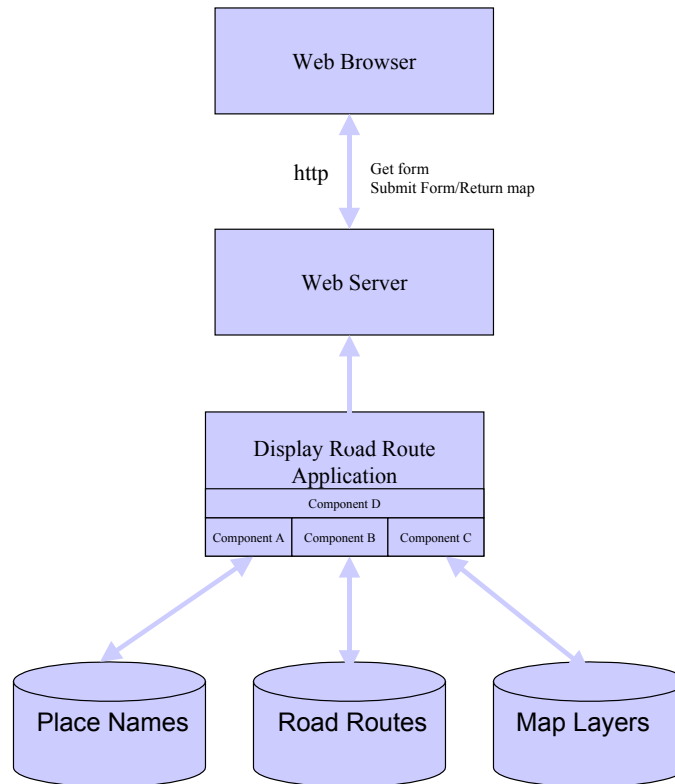 Web Browser
http
Get form
Submit Form/Return map
Web Server
Display Road Route
Application
Component D
Component A
Component B
Component C
Place Names
Road Routes
Map Layers